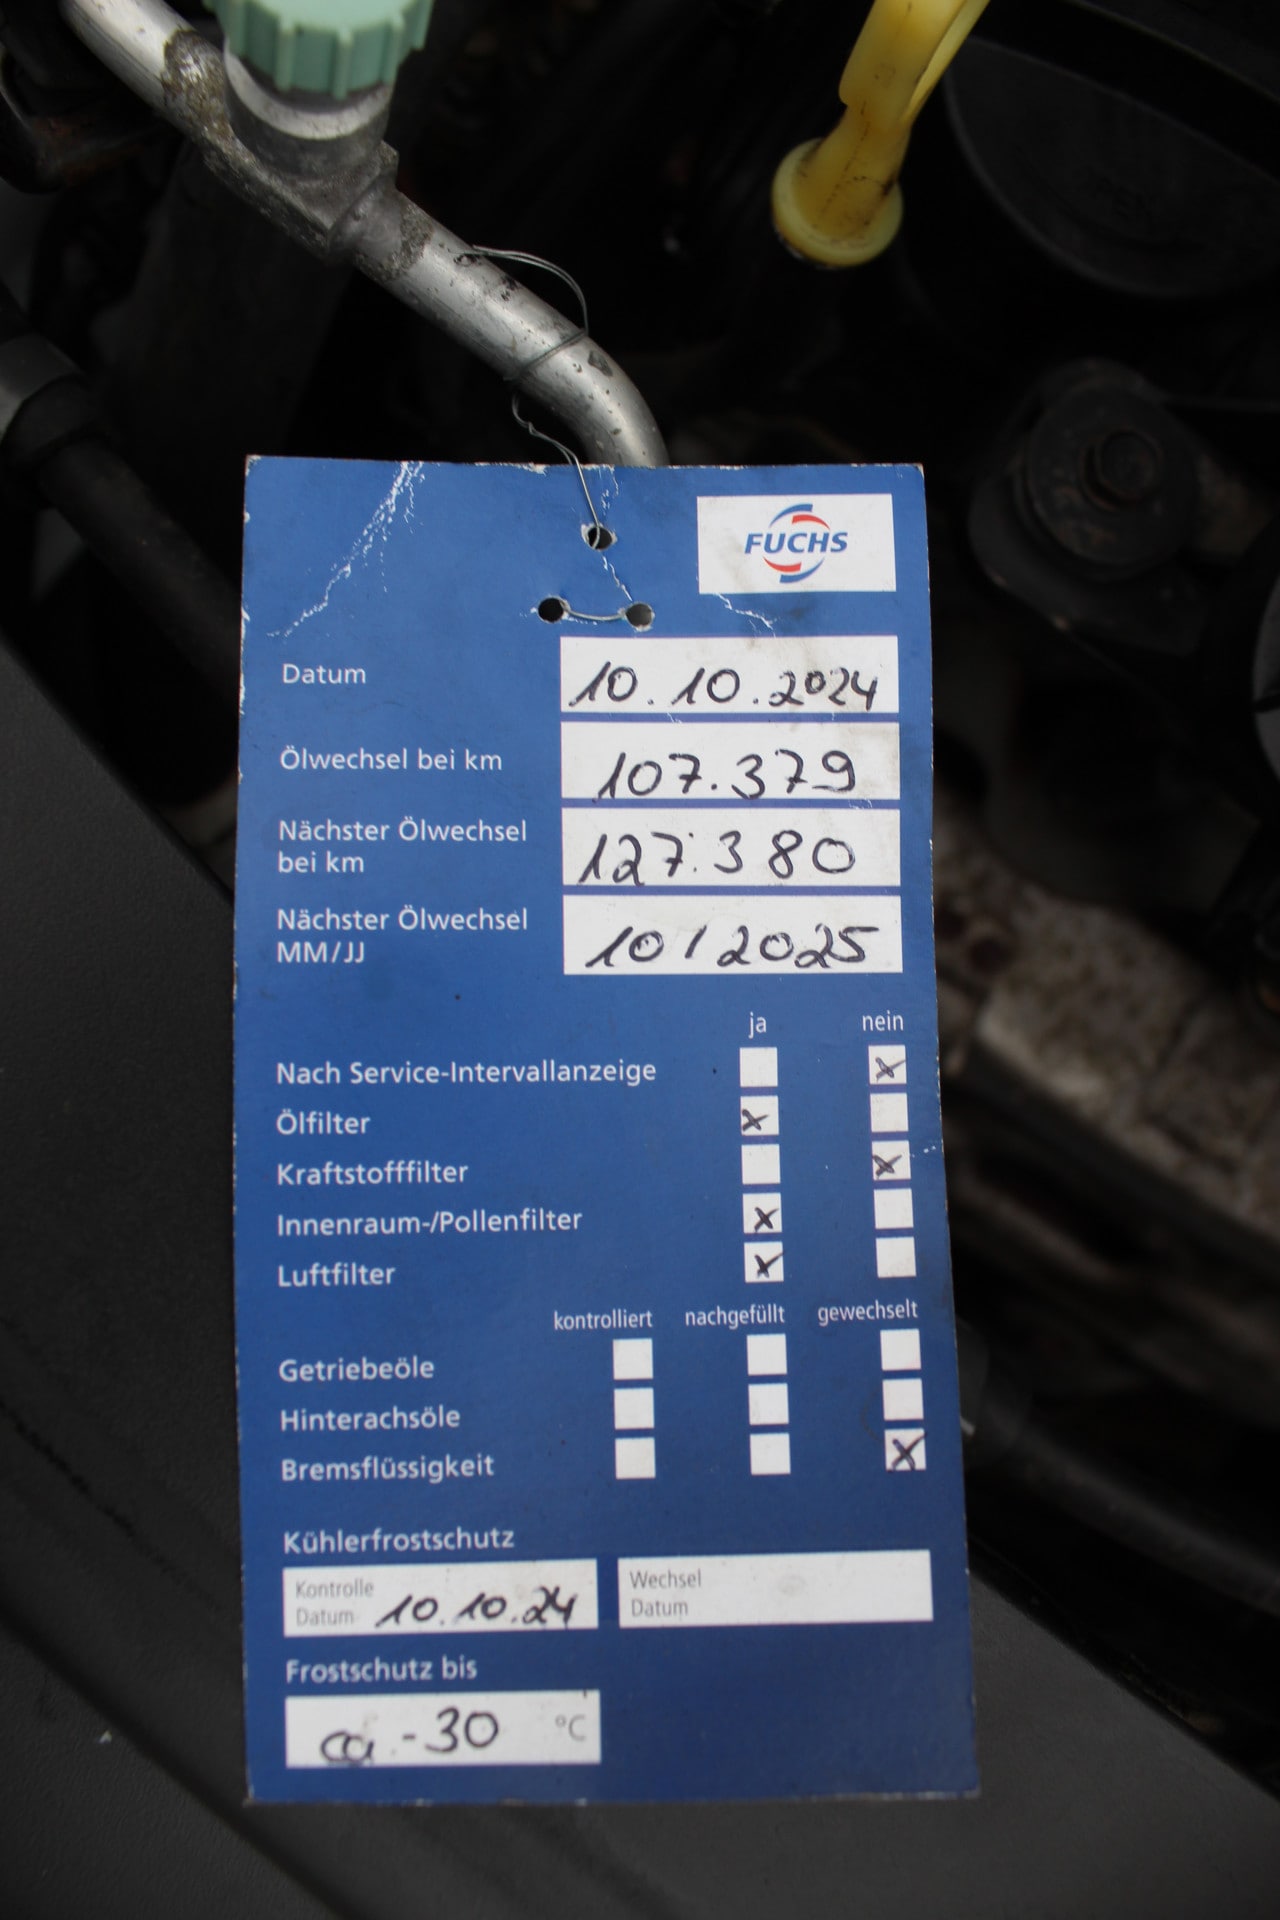 FUCHS
Datum 10.10.2024
Ölwechsel bei km 107.379
Nächster Ölwechsel
bei km 127.380
Nächster Ölwechsel
MM/JJ 10/2025
ja nein
Nach Service-Intervallanzeige x
Ölfilter x
Kraftstofffilter x
Innenraum-/Pollenfilter x
Luftfilter x
kontrolliert nachgefüllt gewechselt
Getriebeöle
Hinterachsöle
Bremsflüssigkeit x
Kühlerfrostschutz
Kontrolle Wechsel
Datum 10.10.24 Datum
Frostschutz bis
ca. -30 °C